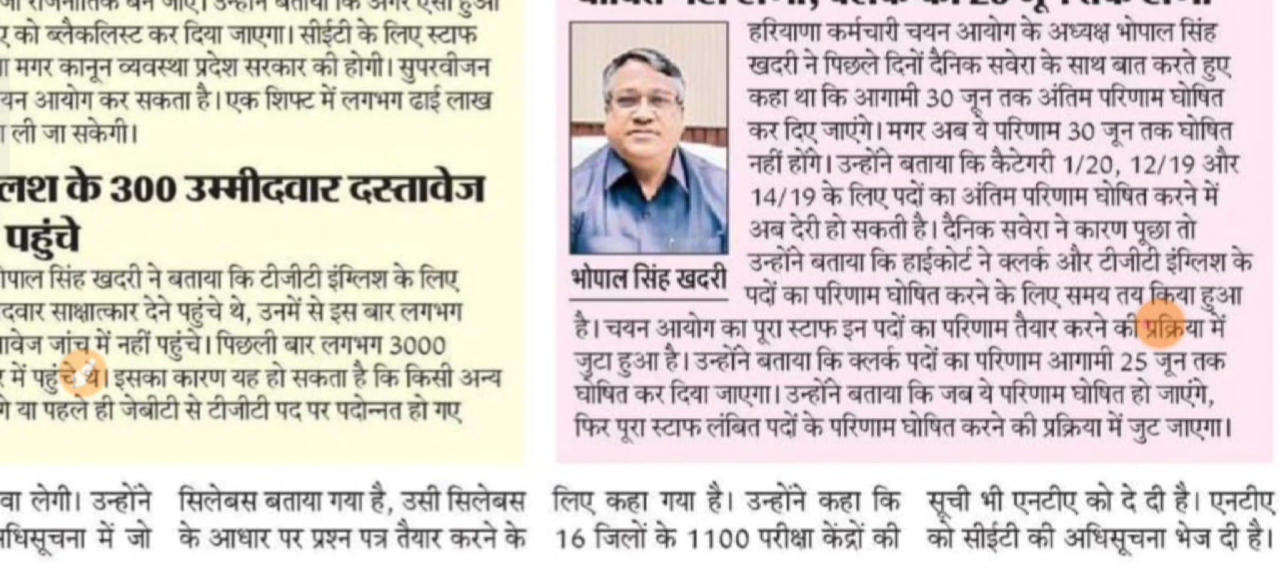 को ब्लैकलिस्ट कर दिया जाएगा। सीईटी के लिए स्टाफ
मगर कानून व्यवस्था प्रदेश सरकार की होगी। सुपरवीजन
आयोग कर सकता है। एक शिफ्ट में लगभग ढाई लाख
ली जा सकेगी।
के 300 उम्मीदवार दस्तावेज
पहुंचे
सिंह खदरी ने बताया कि टीजीटी इंग्लिश के लिए
साक्षात्कार देने पहुंचे थे, उनमें से इस बार लगभग
जांच में नहीं पहुंचे। पिछली बार लगभग 3000
में पहुंचे थे। इसका कारण यह हो सकता है कि किसी अन्य
या पहले ही जेबीटी से टीजीटी पद पर पदोन्नत हो गए
हरियाणा कर्मचारी चयन आयोग के अध्यक्ष भोपाल सिंह
खदरी ने पिछले दिनों दैनिक सवेरा के साथ बात करते हुए
कहा था कि आगामी 30 जून तक अंतिम परिणाम घोषित
कर दिए जाएंगे। मगर अब ये परिणाम 30 जून तक घोषित
नहीं होंगे। उन्होंने बताया कि कैटेगरी 1/20, 12/19 और
14/19 के लिए पदों का अंतिम परिणाम घोषित करने में
अब देरी हो सकती है। दैनिक सवेरा ने कारण पूछा तो
उन्होंने बताया कि हाईकोर्ट ने क्लर्क और टीजीटी इंग्लिश के
भोपाल सिंह खदरी
पदों का परिणाम घोषित करने के लिए समय तय किया हुआ
है। चयन आयोग का पूरा स्टाफ इन पदों का परिणाम तैयार करने की प्रक्रिया में
जुटा हुआ है। उन्होंने बताया कि क्लर्क पदों का परिणाम आगामी 25 जून तक
घोषित कर दिया जाएगा। उन्होंने बताया कि जब ये परिणाम घोषित हो जाएंगे,
फिर पूरा स्टाफ लंबित पदों के परिणाम घोषित करने की प्रक्रिया में जुट जाएगा।
लेगी। उन्होंने
में जो
सिलेबस बताया गया है, उसी सिलेबस
के आधार पर प्रश्न पत्र तैयार करने के
लिए कहा गया है। उन्होंने कहा कि
16 जिलों के 1100 परीक्षा केंद्रों की
सूची भी एनटीए को दे दी है। एनटीए
को सीईटी की अधिसूचना भेज दी है।